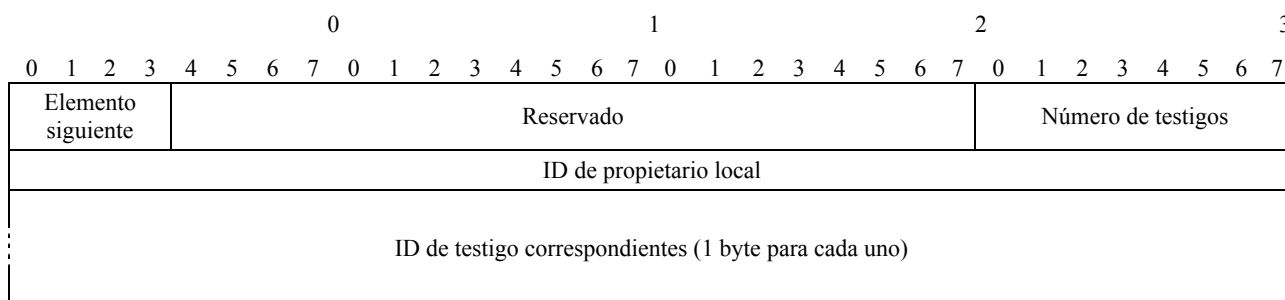 0 1 2 3
0 1 2 3 4 5 6 7 0 1 2 3 4 5 6 7 0 1 2 3 4 5 6 7 0 1 2 3 4 5 6 7
Elemento
siguiente
Reservado
Número de testigos
ID de propietario local
ID de testigo correspondientes (1 byte para cada uno)